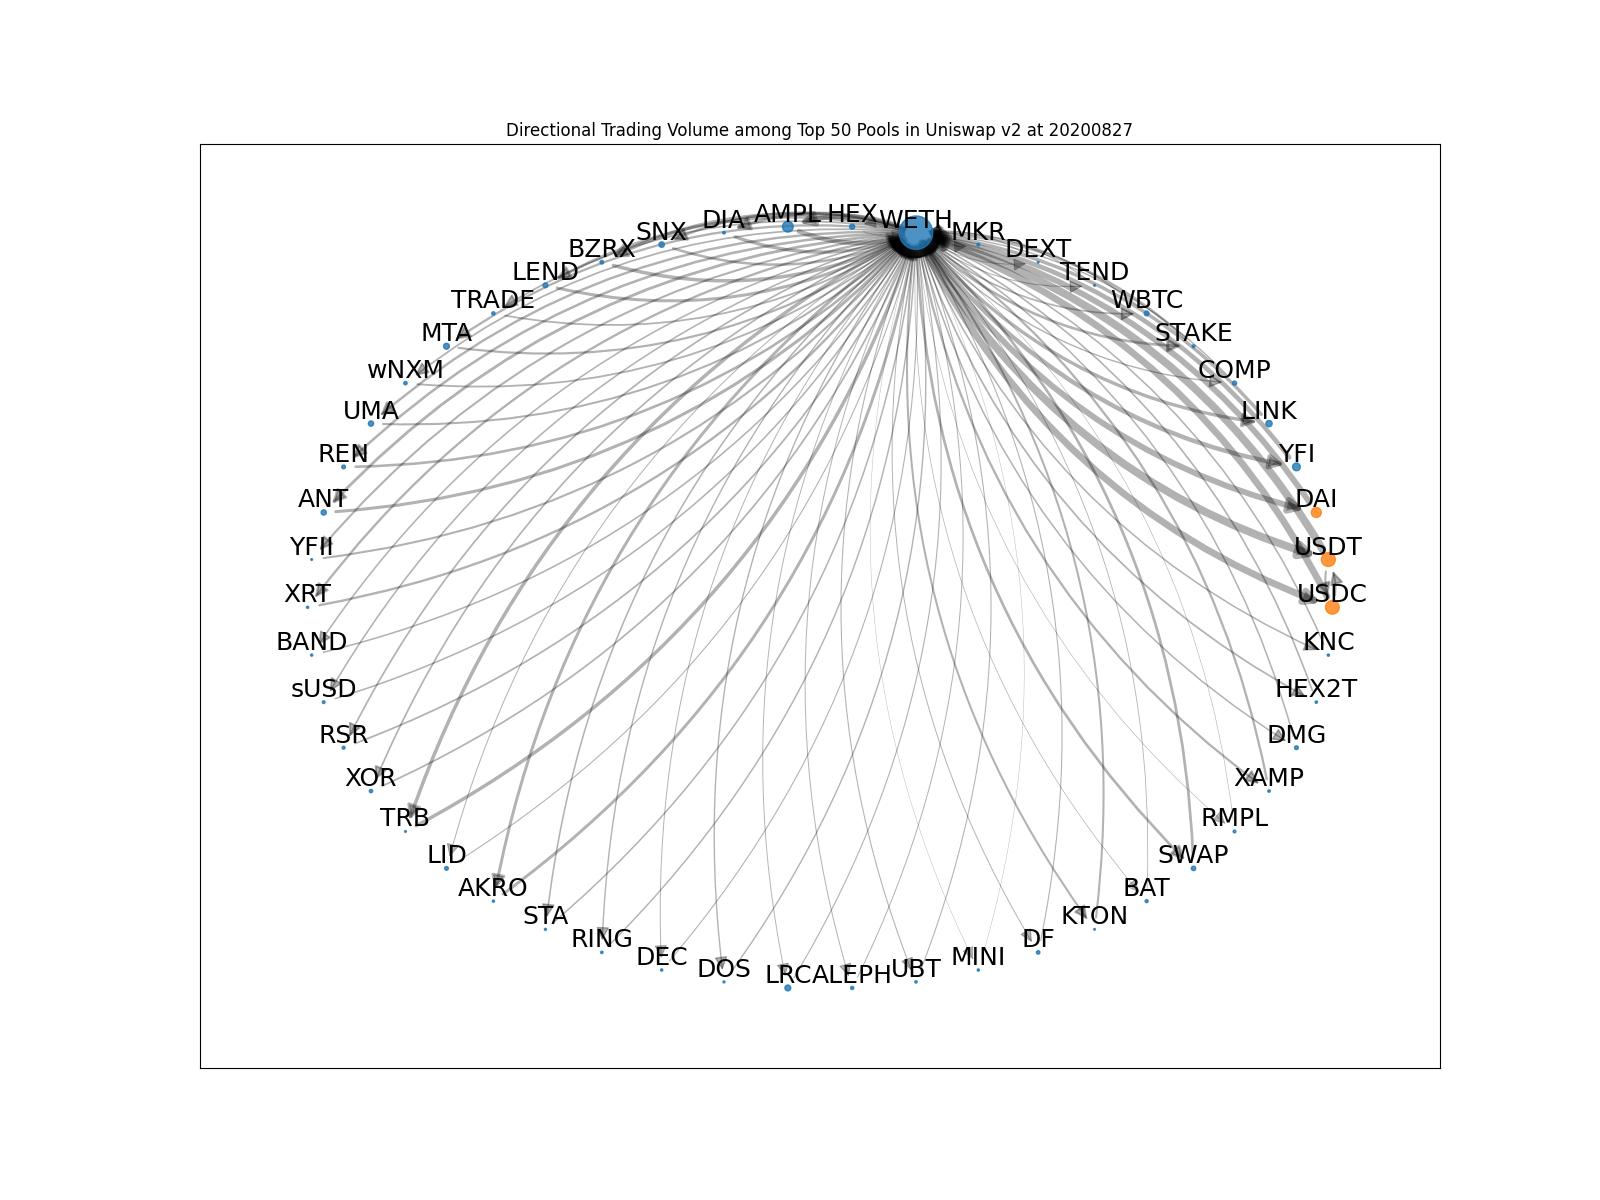 Directional Trading Volume among Top 50 Pools in Uniswap v2 at 20200827
DIA AMPL HEX WETH
SNX MKR
BZRX DEXT
LEND TEND
TRADE WBTC
MTA STAKE
wNXM COMP
UMA LINK
REN YFI
ANT DAI
YFII USDT
XRT USDC
BAND KNC
sUSD HEX2T
RSR DMG
XOR XAMP
TRB RMPL
LID SWAP
AKRO BAT
STA KTON
RING DF
DEC MINI
DOS UBT
LRC ALEPH